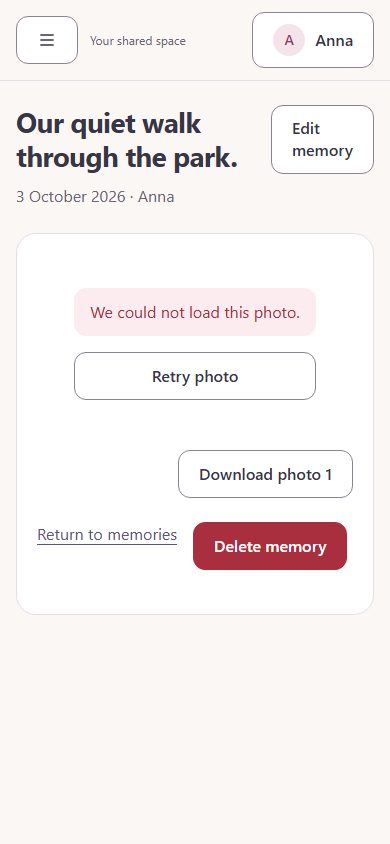 Your shared space
A
Anna
Our quiet walk
through the park.
Edit
memory
3 October 2026 · Anna
We could not load this photo.
Retry photo
Download photo 1
Return to memories
Delete memory